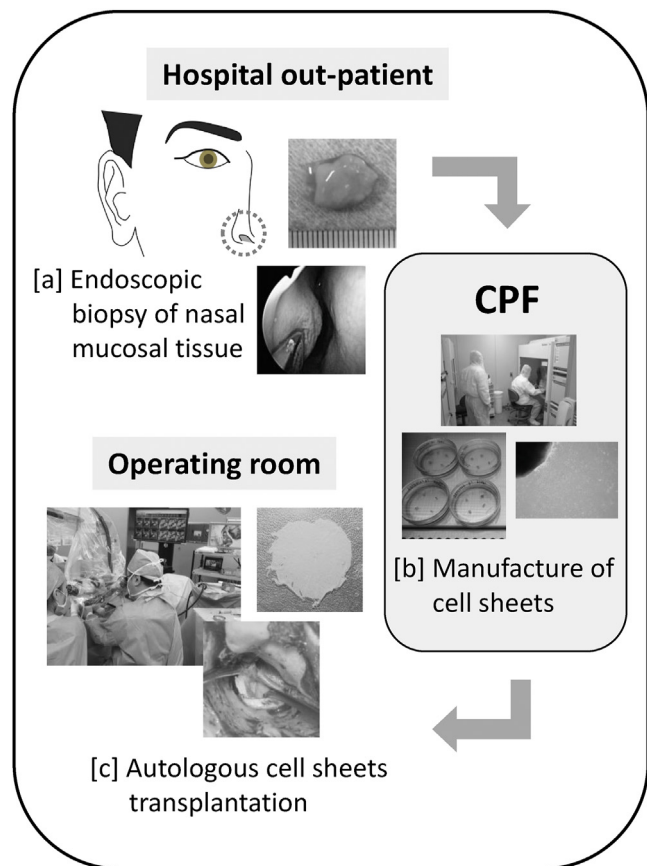 Hospital out-patient
[a] Endoscopic
biopsy of nasal
mucosal tissue
CPF
[b] Manufacture of
cell sheets
Operating room
[c] Autologous cell sheets
transplantation